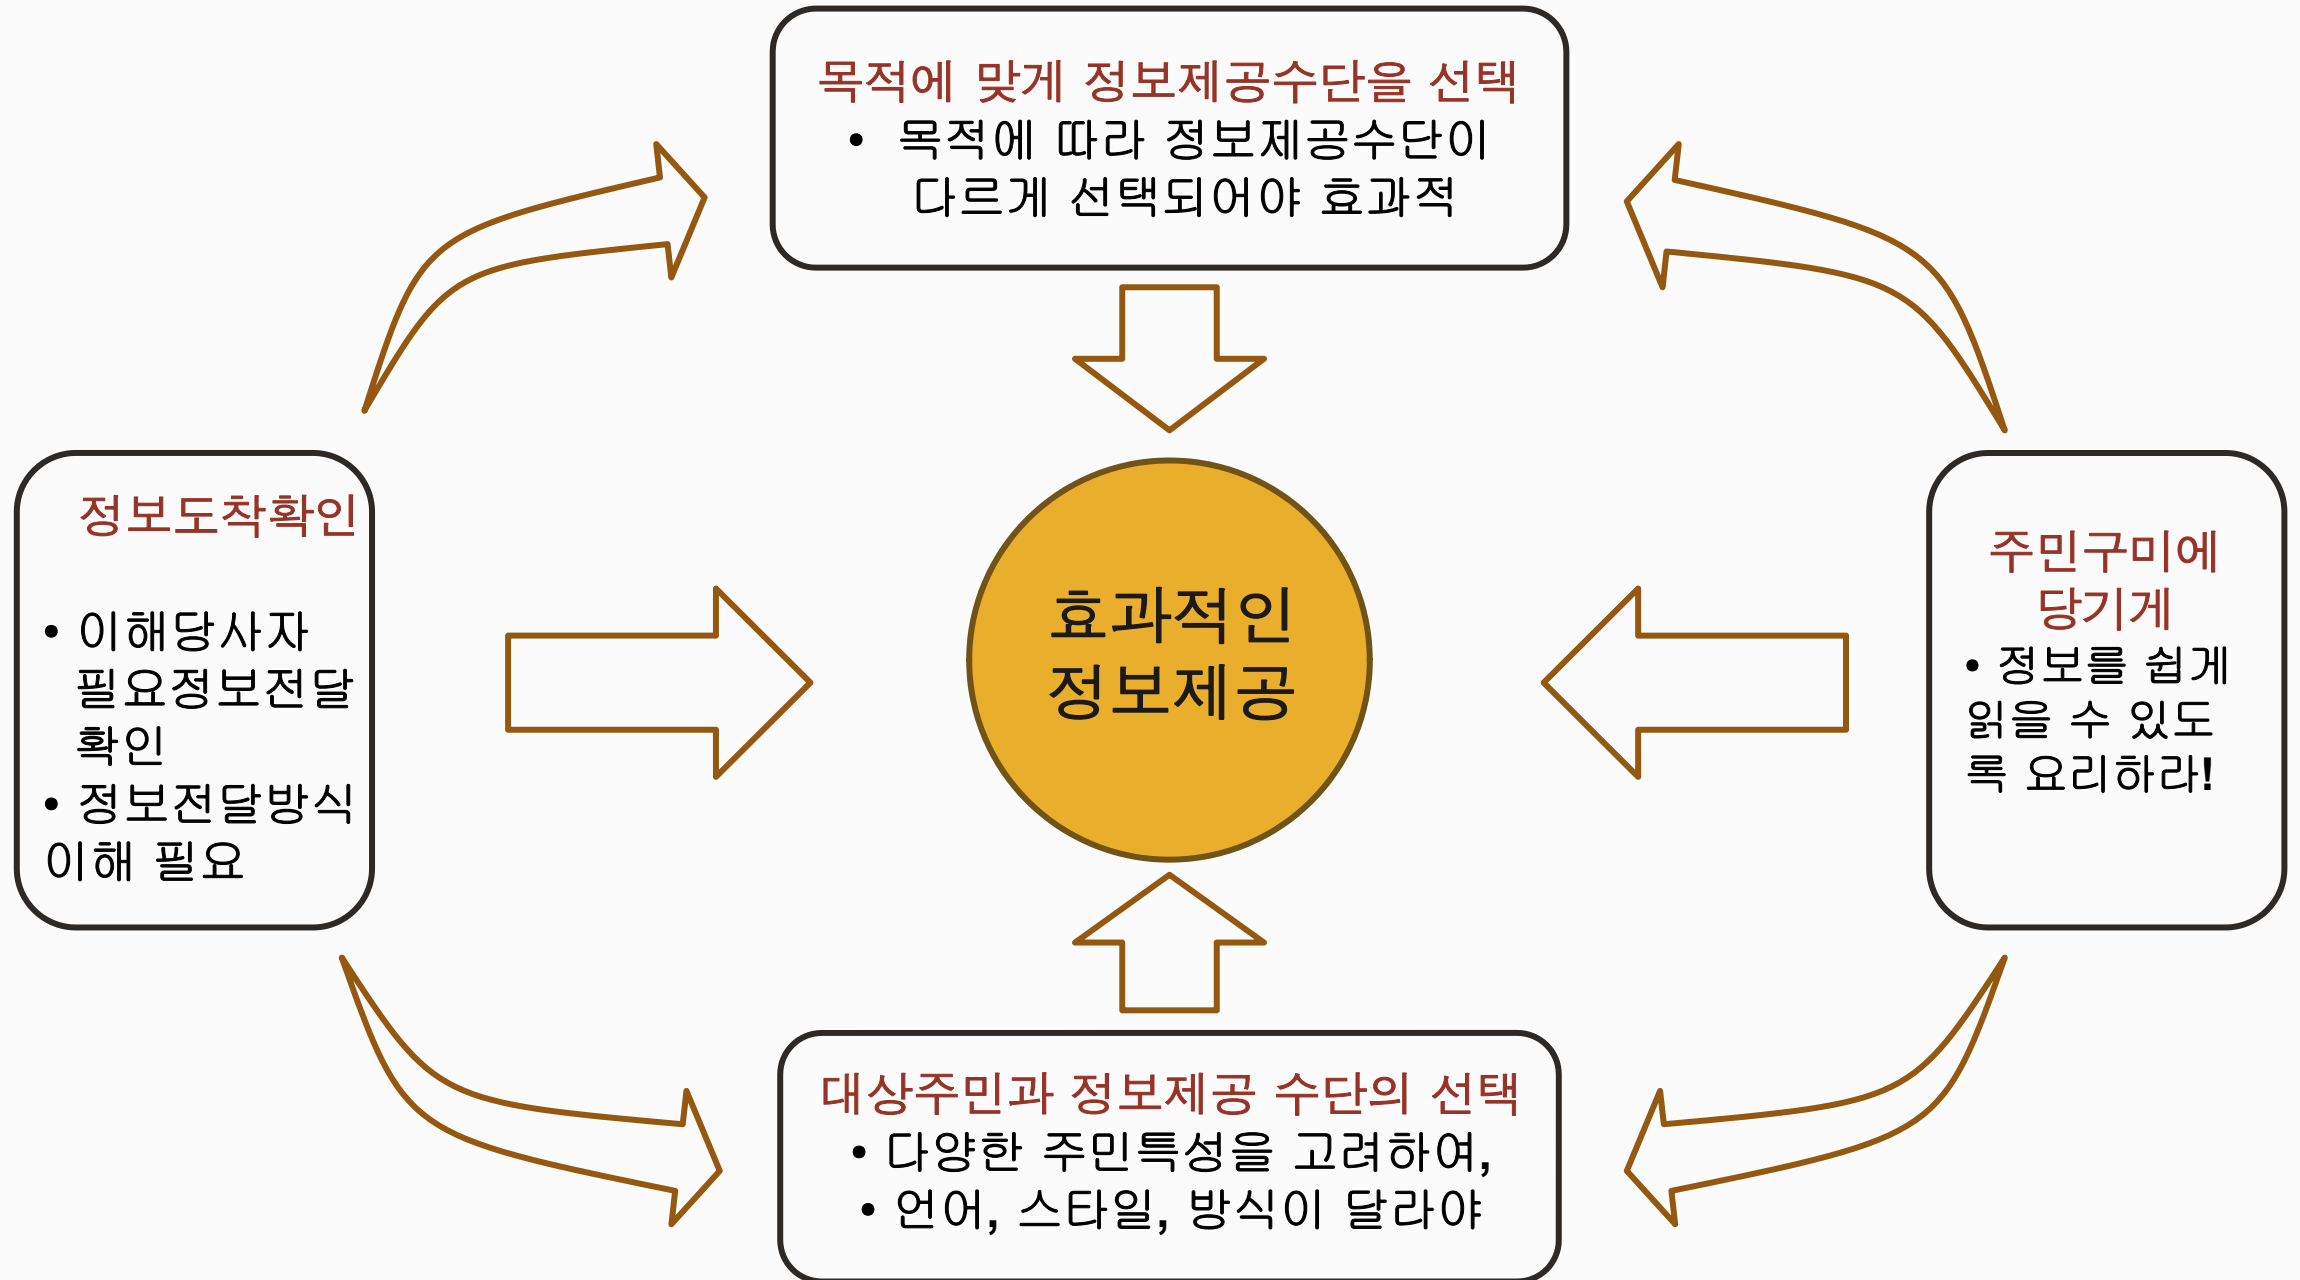 목적에 맞게 정보제공수단을 선택
• 목적에 따라 정보제공수단이
다르게 선택되어야 효과적
정보도착확인
• 이해당사자
필요정보전달
확인
• 정보전달방식
이해 필요
효과적인
정보제공
주민구미에
당기게
• 정보를 쉽게
읽을 수 있도
록 요리하라!
대상주민과 정보제공 수단의 선택
• 다양한 주민특성을 고려하여,
• 언어, 스타일, 방식이 달라야